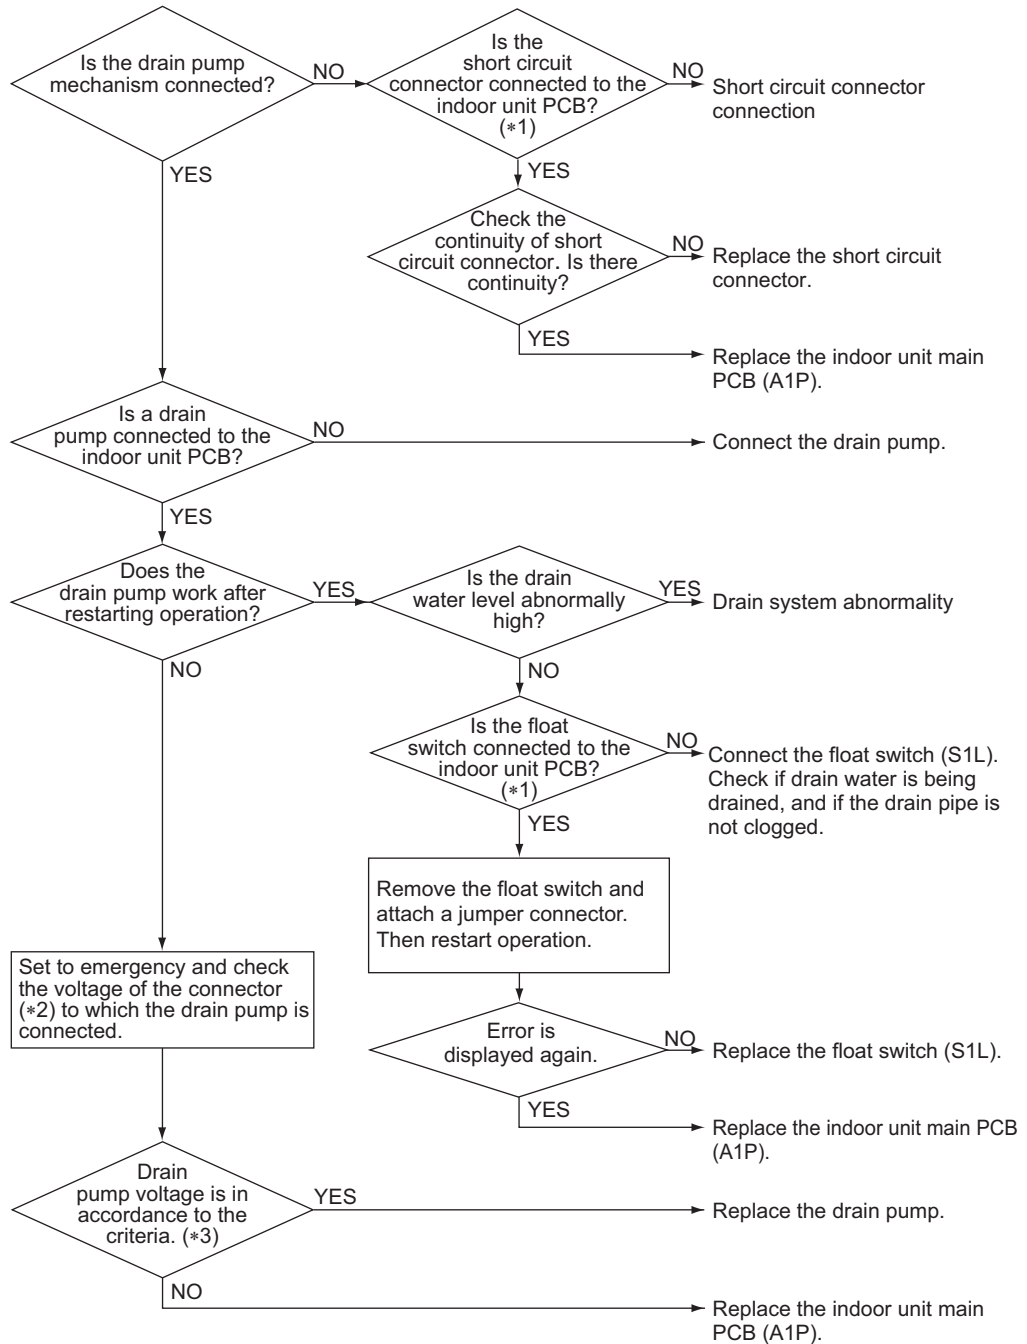 Is the drain pump
mechanism connected?
NO
Is the
short circuit
connector connected to the
indoor unit PCB?
(∗1)
NO
Short circuit connector
connection
YES
YES
Check the
continuity of short
circuit connector. Is there
continuity?
NO
Replace the short circuit
connector.
YES
Replace the indoor unit main
PCB (A1P).
Is a drain
pump connected to the
indoor unit PCB?
NO
Connect the drain pump.
YES
Does the
drain pump work after
restarting operation?
YES
Is the drain
water level abnormally
high?
YES
Drain system abnormality
NO
NO
Is the float
switch connected to the
indoor unit PCB?
(∗1)
NO
Connect the float switch (S1L).
Check if drain water is being
drained, and if the drain pipe is
not clogged.
YES
Remove the float switch and
attach a jumper connector.
Then restart operation.
Set to emergency and check
the voltage of the connector
(∗2) to which the drain pump is
connected.
Error is
displayed again.
NO
Replace the float switch (S1L).
YES
Replace the indoor unit main PCB
(A1P).
Drain
pump voltage is in
accordance to the
criteria. (∗3)
YES
Replace the drain pump.
NO
Replace the indoor unit main
PCB (A1P).